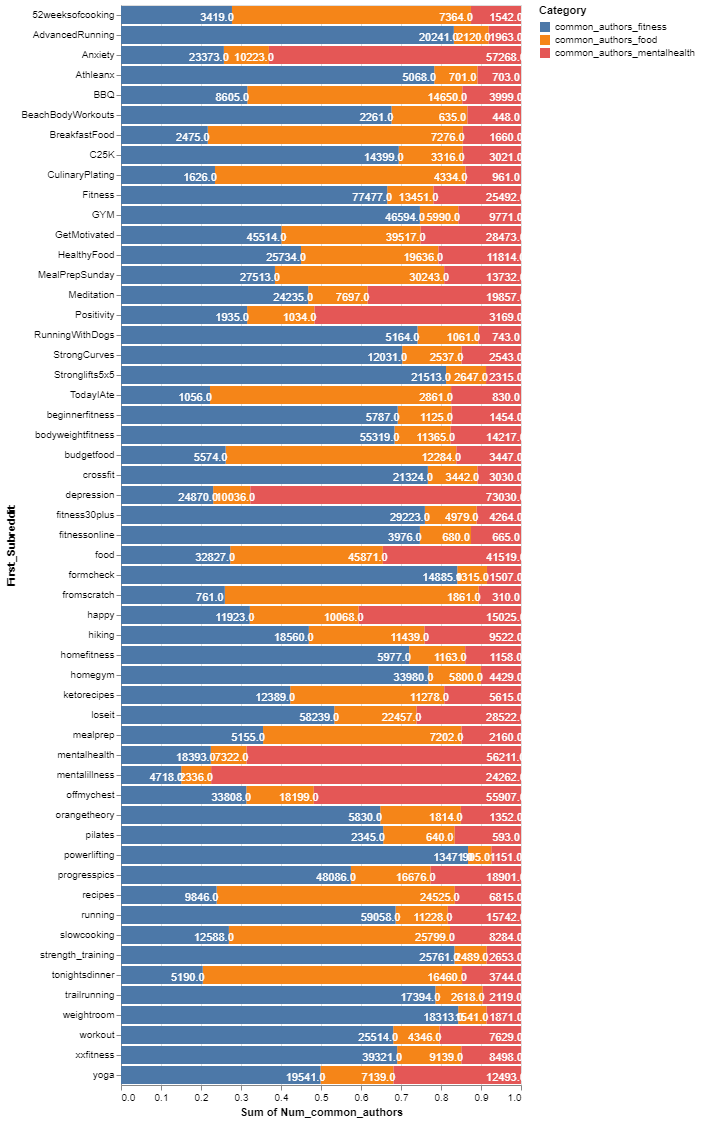 Category
common_authors_fitness
common_authors_food
common_authors_mentalhealth
First_Subreddit
52weeksofcooking 3419.0 7364.0 1542.0
AdvancedRunning 20241.0 2120.0 1963.0
Anxiety 23373.0 10223.0 57268.0
Athleanx 5068.0 701.0 703.0
BBQ 8605.0 14650.0 3999.0
BeachBodyWorkouts 2261.0 635.0 448.0
BreakfastFood 2475.0 7276.0 1660.0
C25K 14399.0 3316.0 3021.0
CulinaryPlating 1626.0 4334.0 961.0
Fitness 77477.0 13451.0 25492.0
GYM 46594.0 5990.0 9771.0
GetMotivated 45514.0 39517.0 28473.0
HealthyFood 25734.0 19636.0 11814.0
MealPrepSunday 27513.0 30243.0 13732.0
Meditation 24235.0 7697.0 19857.0
Positivity 1935.0 1034.0 3169.0
RunningWithDogs 5164.0 1061.0 743.0
StrongCurves 12031.0 2537.0 2543.0
Stronglifts5x5 21513.0 2647.0 2315.0
TodayIAte 1056.0 2861.0 830.0
beginnerfitness 5787.0 1125.0 1454.0
bodyweightfitness 55319.0 11365.0 14217.0
budgetfood 5574.0 12284.0 3447.0
crossfit 21324.0 3442.0 3030.0
depression 24870.0 10036.0 73030.0
fitness30plus 29223.0 4979.0 4264.0
fitnessonline 3976.0 680.0 665.0
food 32827.0 45871.0 41519.0
formcheck 14885.0 1507.0
fromscratch 761.0 1861.0 310.0
happy 11923.0 10068.0 15025.0
hiking 18560.0 11439.0 9522.0
homefitness 5977.0 1163.0 1158.0
homegym 33980.0 5800.0 4429.0
ketorecipes 12389.0 11278.0 5615.0
loseit 58239.0 22457.0 28522.0
mealprep 5155.0 7202.0 2160.0
mentalhealth 18393.0 7322.0 56211.0
mentalillness 4718.0 2336.0 24262.0
offmychest 33808.0 18199.0 55907.0
orangetheory 5830.0 1814.0 1352.0
pilates 2345.0 640.0 593.0
powerlifting 1151.0
progresspics 48086.0 16676.0 18901.0
recipes 9846.0 24525.0 6815.0
running 59058.0 11228.0 15742.0
slowcooking 12588.0 25799.0 8284.0
strength_training 25761.0 2489.0 2653.0
tonightsdinner 5190.0 16460.0 3744.0
trailrunning 17394.0 2618.0 2119.0
weightroom 18313.0 1871.0
workout 25514.0 4346.0 7629.0
xxfitness 39321.0 9139.0 8498.0
yoga 19541.0 7139.0 12493.0
0.0 0.1 0.2 0.3 0.4 0.5 0.6 0.7 0.8 0.9 1.0
Sum of Num_common_authors